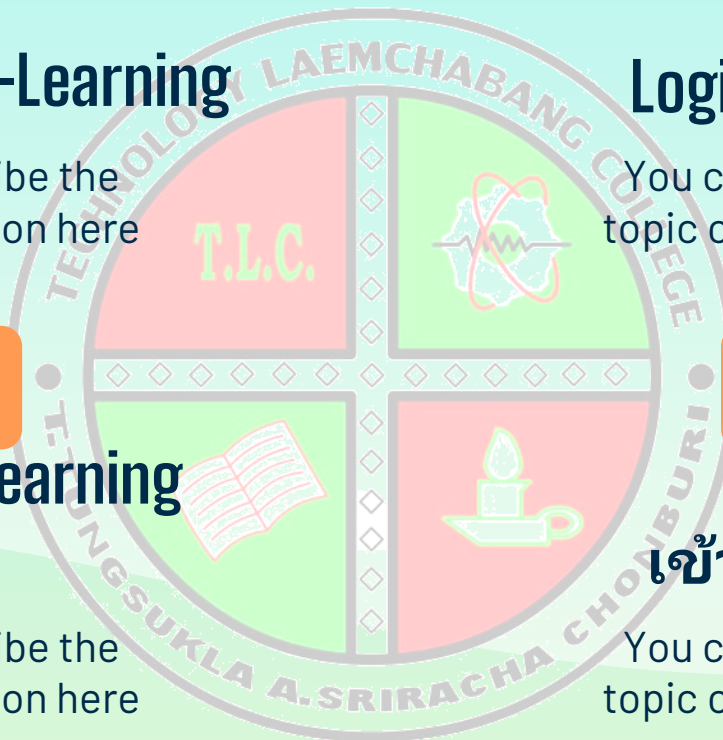 -Learning
Logi
TECHNOLOGY LAEMCHABANG COLLEGE
be the
on here
You c
topic o
T.L.C.
earning
เข้า
be the
on here
You c
topic o
T.TUNGSUKLA A.SRIRACHA CHONBURI